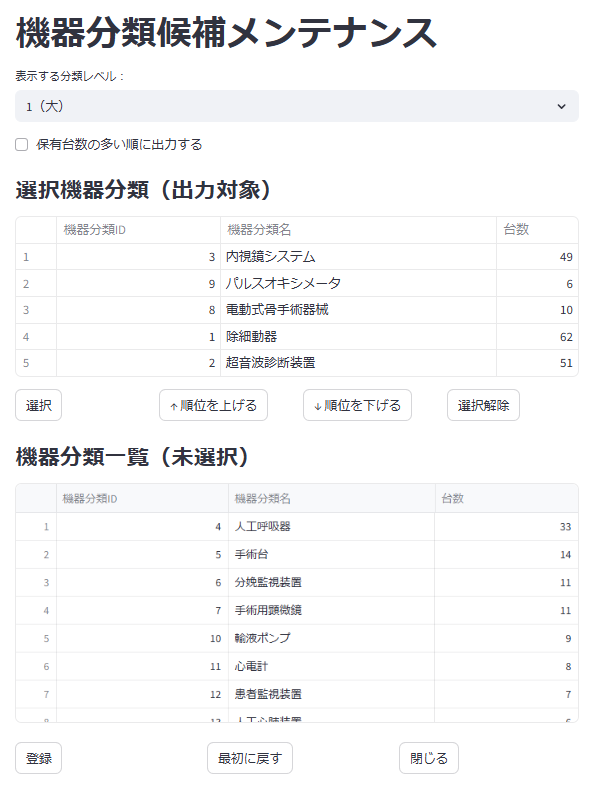 機器分類候補メンテナンス
表示する分類レベル：
1（大）
保有台数の多い順に出力する
選択機器分類（出力対象）
機器分類ID 機器分類名 台数
1 3 内視鏡システム 49
2 9 パルスオキシメータ 6
3 8 電動式骨手術器械 10
4 1 除細動器 62
5 2 超音波診断装置 51
選択 ↑順位を上げる ↓順位を下げる 選択解除
機器分類一覧（未選択）
機器分類ID 機器分類名 台数
1 4 人工呼吸器 33
2 5 手術台 14
3 6 分娩監視装置 11
4 7 手術用顕微鏡 11
5 10 輸液ポンプ 9
6 11 心電計 8
7 12 患者監視装置 7
8 13 人工心肺装置 6
登録 最初に戻す 閉じる